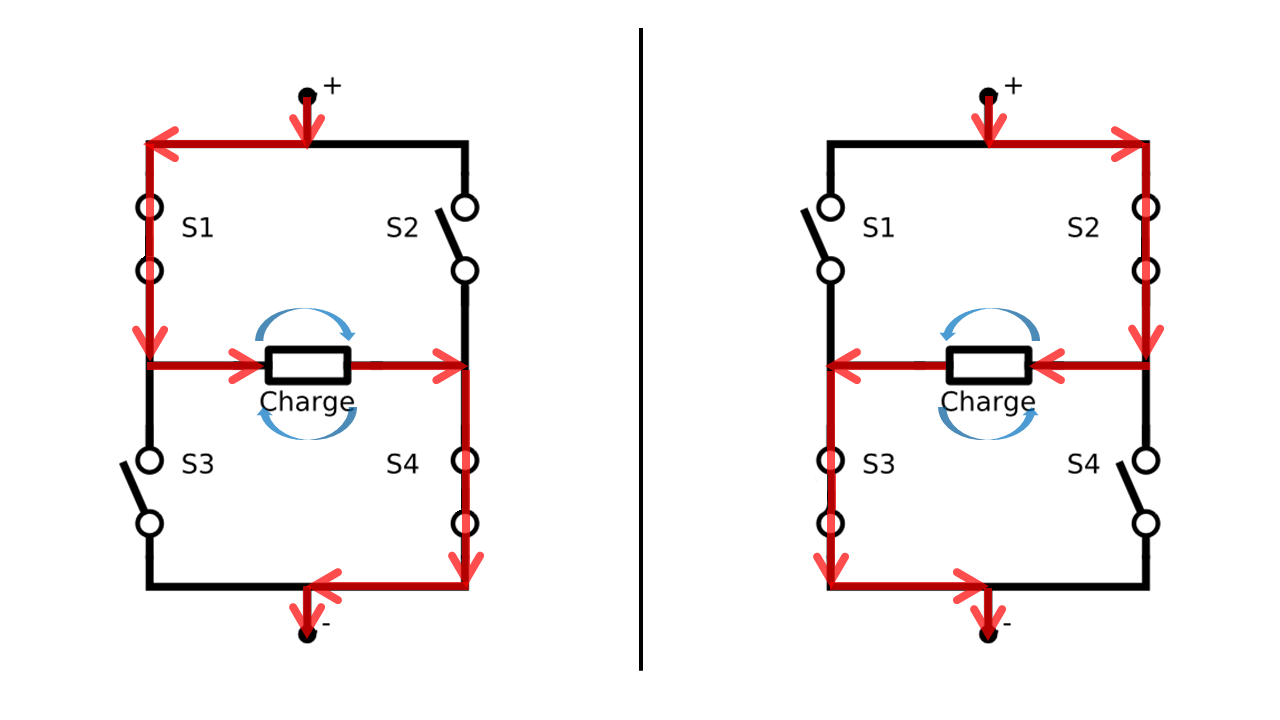 +
S1 S2
Charge
S3 S4
-
+
S1 S2
Charge
S3 S4
-